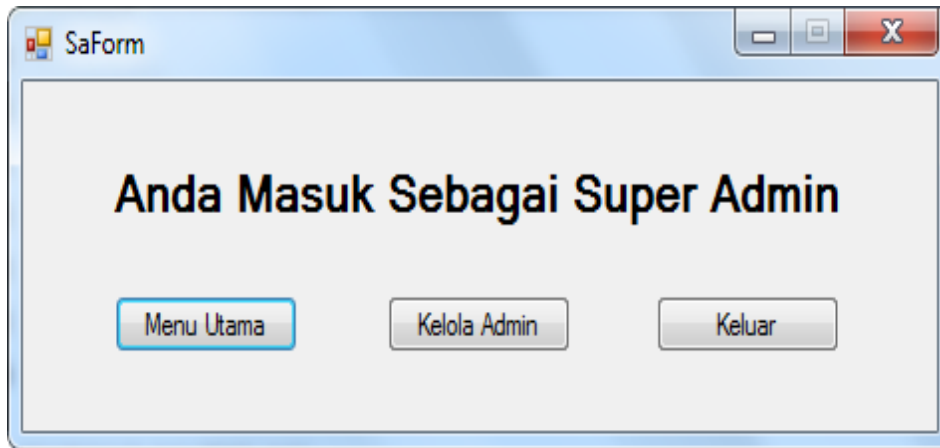 SaForm
Anda Masuk Sebagai Super Admin
Menu Utama Kelola Admin Keluar